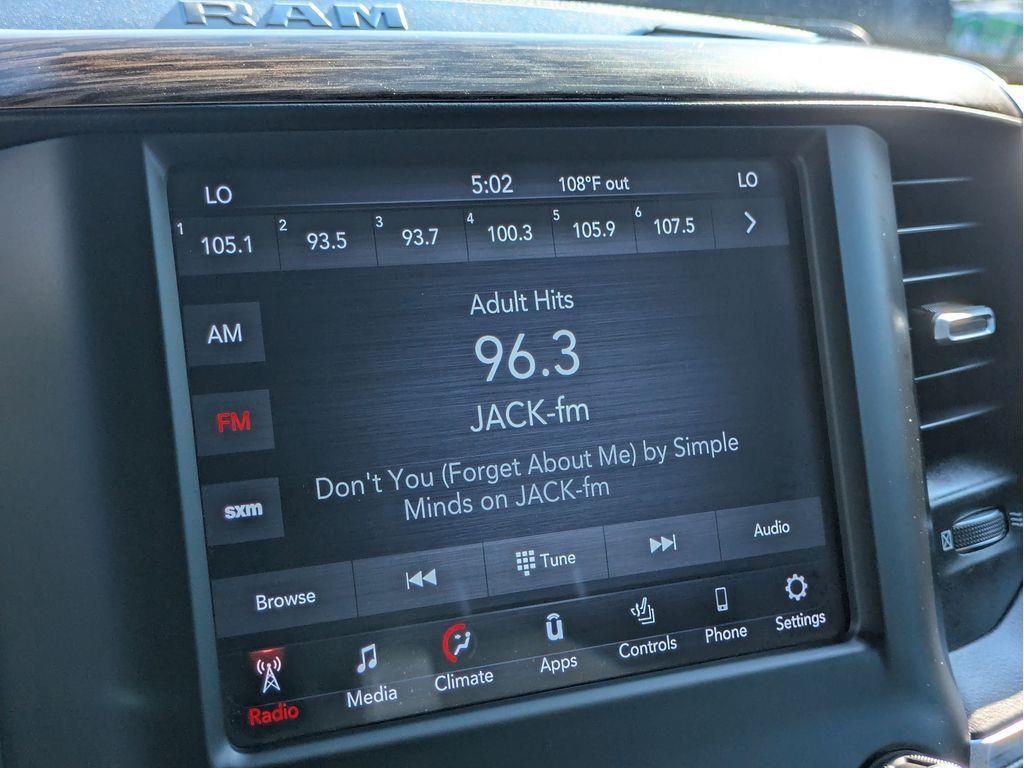 RAM
LO 5:02 108°F out LO
1 105.1 2 93.5 3 93.7 4 100.3 5 105.9 6 107.5
Adult Hits
AM
96.3
FM
JACK-fm
Don't You (Forget About Me) by Simple
Minds on JACK-fm
sxm
Browse Tune Audio
Radio Media Climate Apps Controls Phone Settings